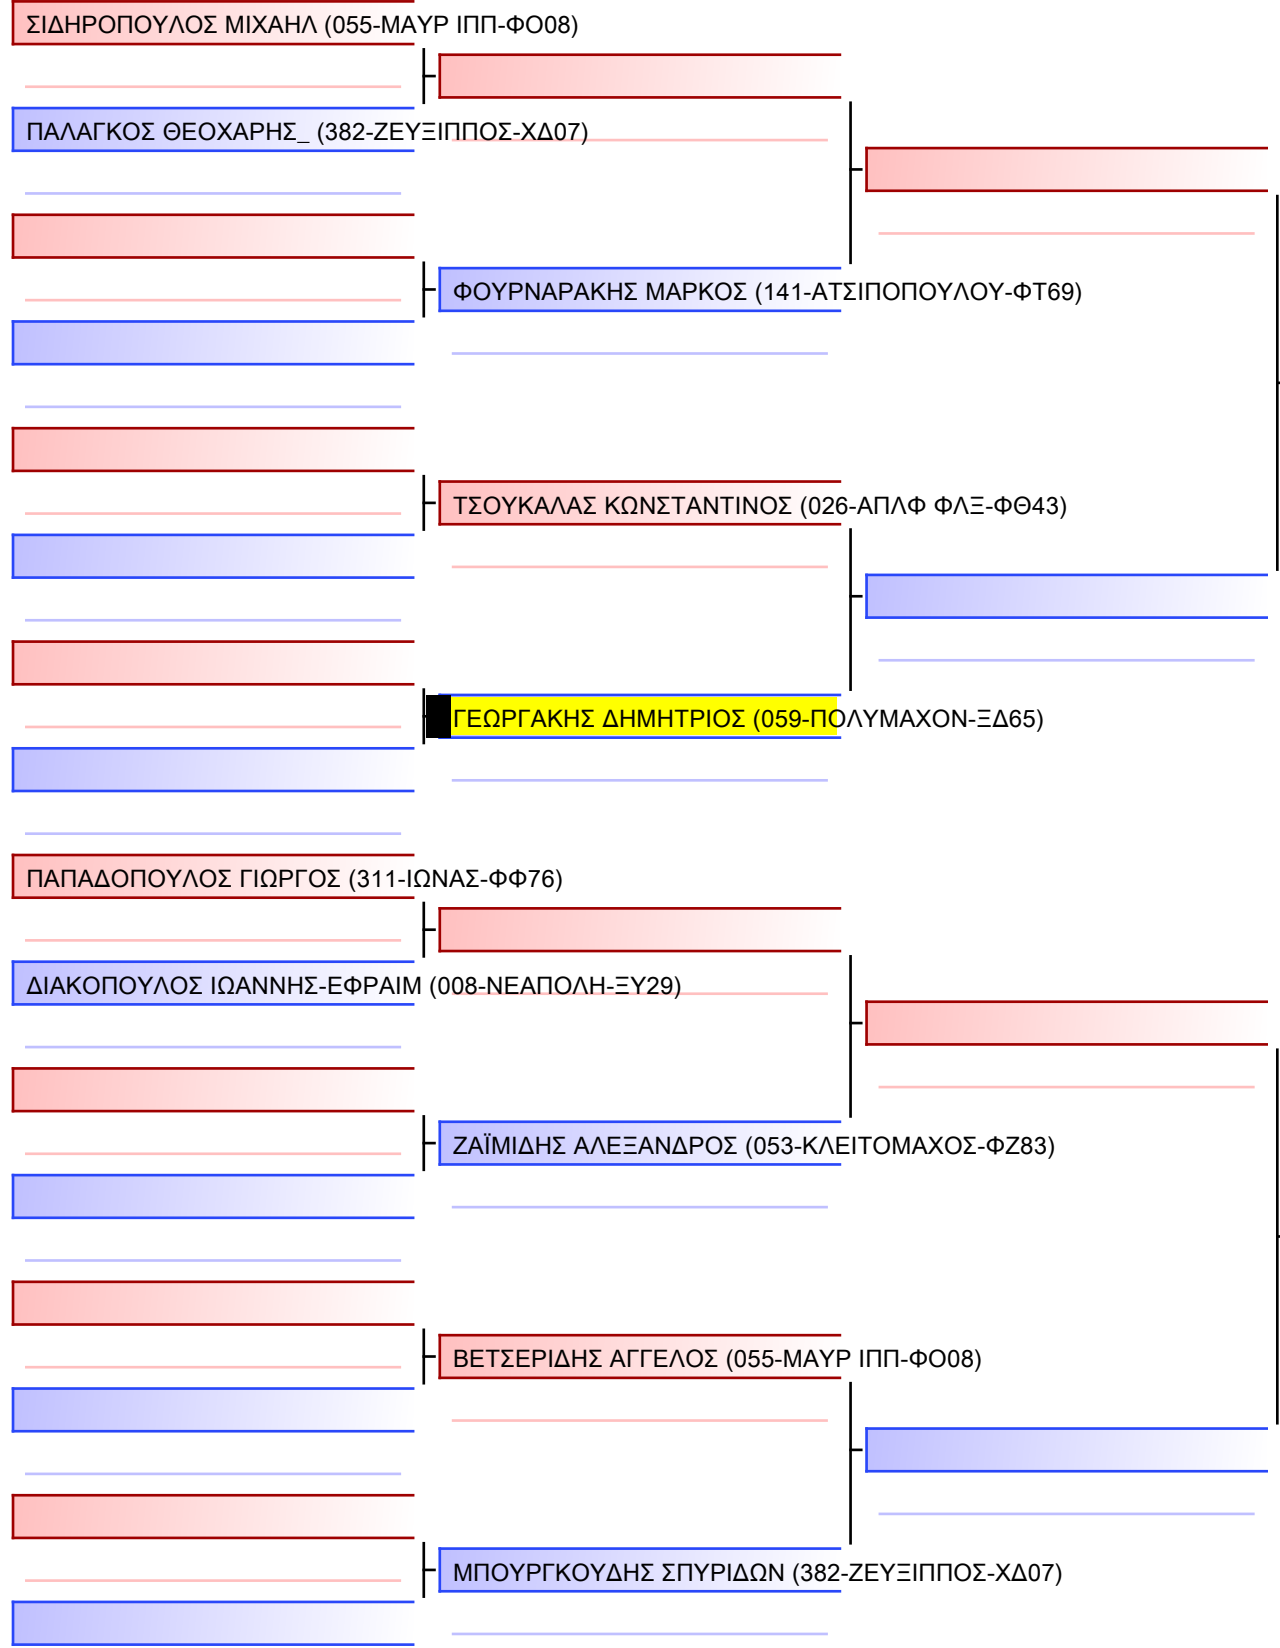 ΣΙΔΗΡΟΠΟΥΛΟΣ ΜΙΧΑΗΛ (055-ΜΑΥΡ ΙΠΠ-ΦΟ08)
ΠΑΛΑΓΚΟΣ ΘΕΟΧΑΡΗΣ_ (382-ΖΕΥΞΙΠΠΟΣ-ΧΔ07)
ΦΟΥΡΝΑΡΑΚΗΣ ΜΑΡΚΟΣ (141-ΑΤΣΙΠΟΠΟΥΛΟΥ-ΦΤ69)
ΤΣΟΥΚΑΛΑΣ ΚΩΝΣΤΑΝΤΙΝΟΣ (026-ΑΠΛΦ ΦΛΞ-ΦΘ43)
ΓΕΩΡΓΑΚΗΣ ΔΗΜΗΤΡΙΟΣ (059-ΠΟΛΥΜΑΧΟΝ-ΞΔ65)
ΠΑΠΑΔΟΠΟΥΛΟΣ ΓΙΩΡΓΟΣ (311-ΙΩΝΑΣ-ΦΦ76)
ΔΙΑΚΟΠΟΥΛΟΣ ΙΩΑΝΝΗΣ-ΕΦΡΑΙΜ (008-ΝΕΑΠΟΛΗ-ΞΥ29)
ΖΑΪΜΙΔΗΣ ΑΛΕΞΑΝΔΡΟΣ (053-ΚΛΕΙΤΟΜΑΧΟΣ-ΦΖ83)
ΒΕΤΣΕΡΙΔΗΣ ΑΓΓΕΛΟΣ (055-ΜΑΥΡ ΙΠΠ-ΦΟ08)
ΜΠΟΥΡΓΚΟΥΔΗΣ ΣΠΥΡΙΔΩΝ (382-ΖΕΥΞΙΠΠΟΣ-ΧΔ07)